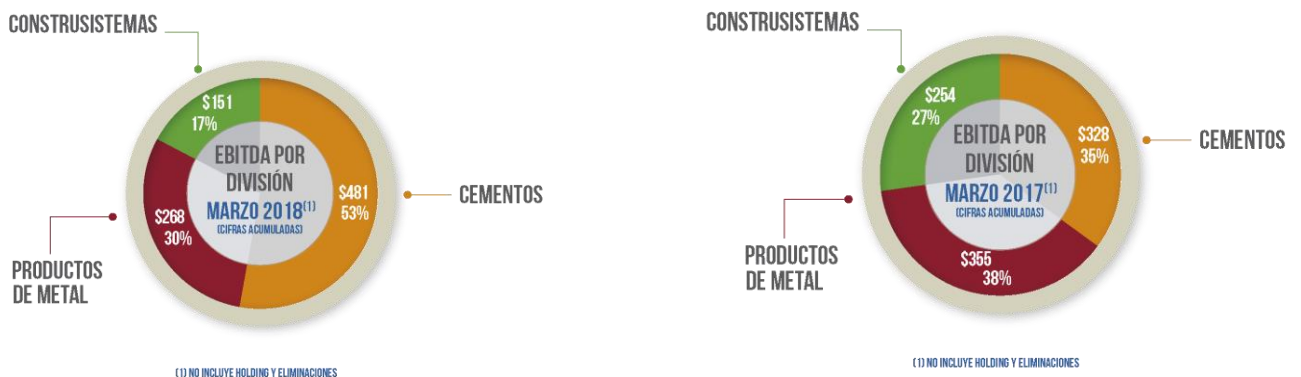 CONSTRUSISTEMAS
$151
17%
EBITDA POR
DIVISIÓN
MARZO 2018(1)
(CIFRAS ACUMULADAS)
$481
53%
CEMENTOS
$268
30%
PRODUCTOS
DE METAL
(1) NO INCLUYE HOLDING Y ELIMINACIONES
CONSTRUSISTEMAS
$254
27%
EBITDA POR
DIVISIÓN
MARZO 2017(1)
(CIFRAS ACUMULADAS)
$328
35%
CEMENTOS
$355
38%
PRODUCTOS
DE METAL
(1) NO INCLUYE HOLDING Y ELIMINACIONES